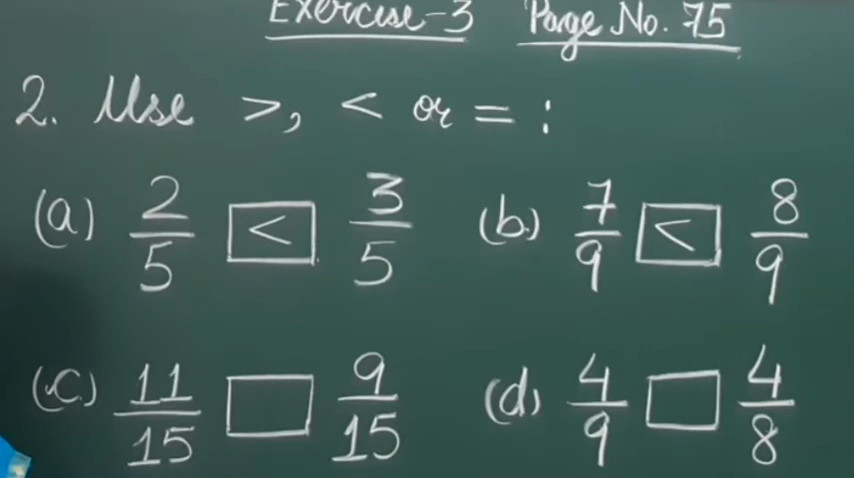 Exercise-3 Page No. 75
2. Use >, < or = :
(a) 2/5 < 3/5 (b) 7/9 < 8/9
(c) 11/15 □ 9/15 (d) 4/9 □ 4/8